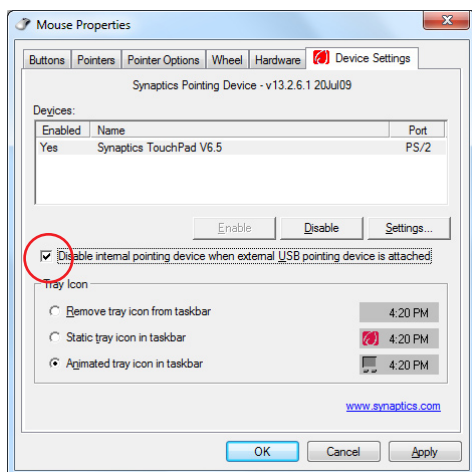 Mouse Properties
Buttons Pointers Pointer Options Wheel Hardware Device Settings
Synaptics Pointing Device - v13.2.6.1 20Jul09
Devices:
Enabled Name Port
Yes Synaptics TouchPad V6.5 PS/2
Enable Disable Settings...
Disable internal pointing device when external USB pointing device is attached
Tray Icon
Remove tray icon from taskbar 4:20 PM
Static tray icon in taskbar 4:20 PM
Animated tray icon in taskbar 4:20 PM
www.synaptics.com
OK Cancel Apply